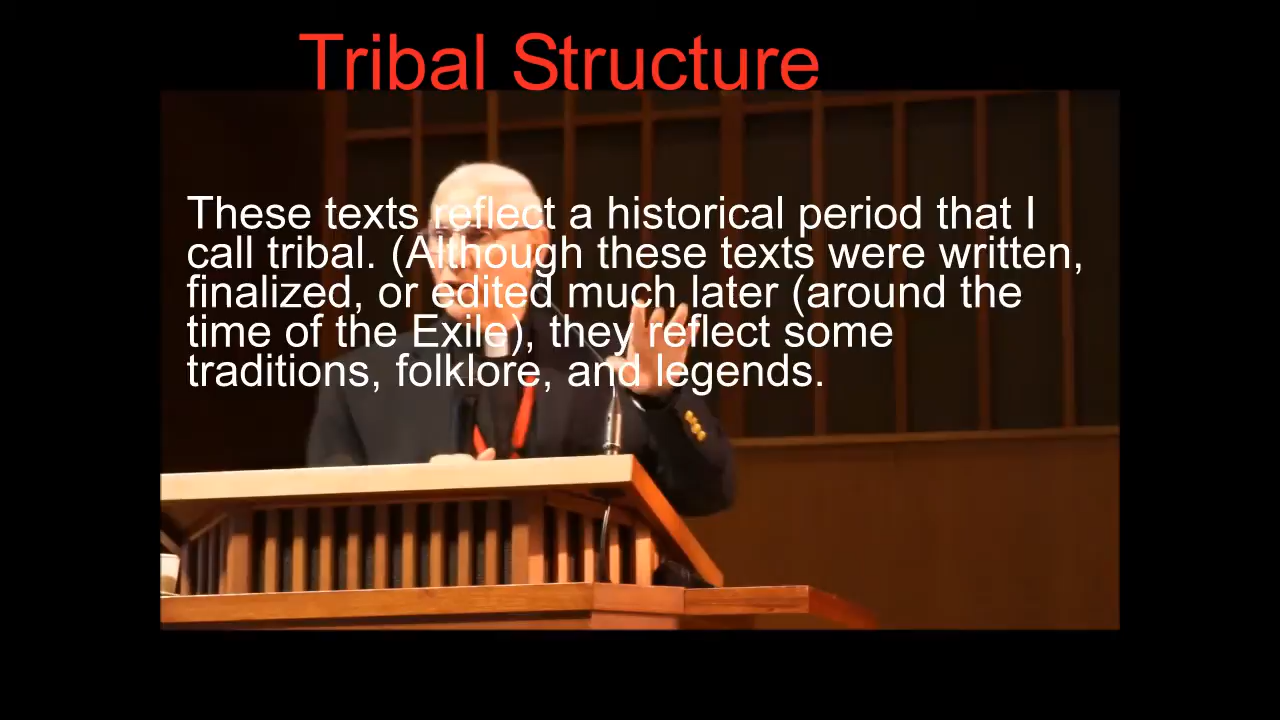 Tribal Structure
These texts reflect a historical period that I
call tribal. (Although these texts were written,
finalized, or edited much later (around the
time of the Exile), they reflect some
traditions, folklore, and legends.